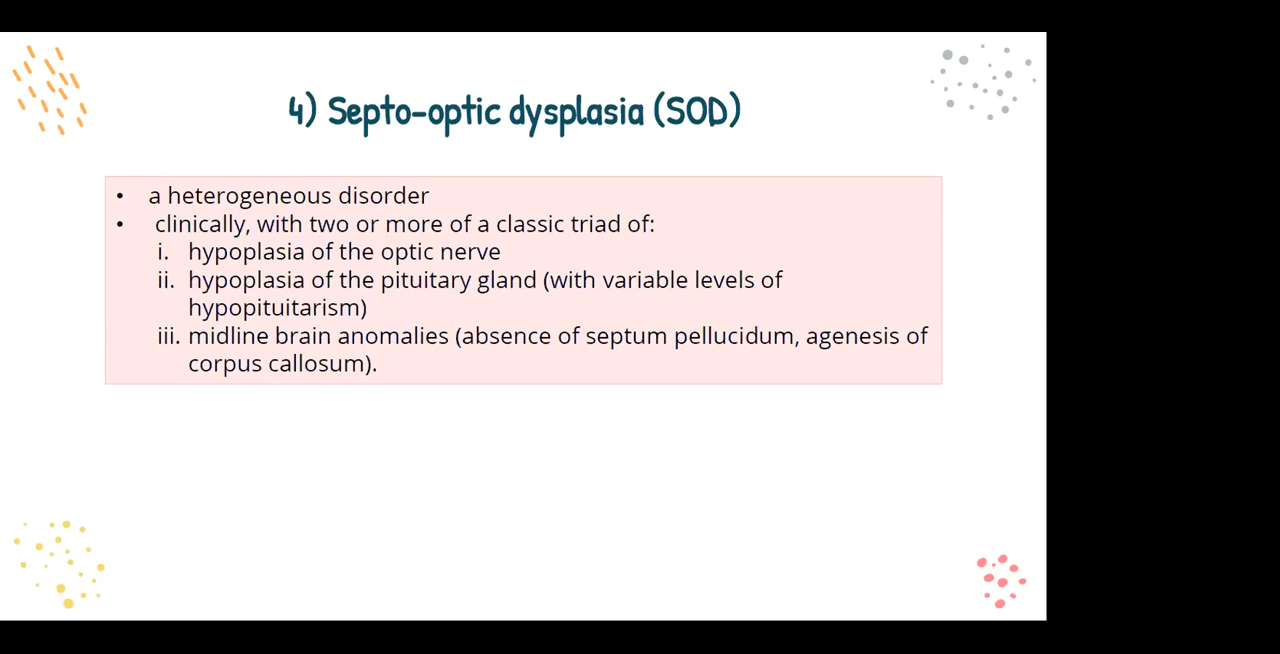 4) Septo-optic dysplasia (SOD)
• a heterogeneous disorder
• clinically, with two or more of a classic triad of:
i. hypoplasia of the optic nerve
ii. hypoplasia of the pituitary gland (with variable levels of
hypopituitarism)
iii. midline brain anomalies (absence of septum pellucidum, agenesis of
corpus callosum).